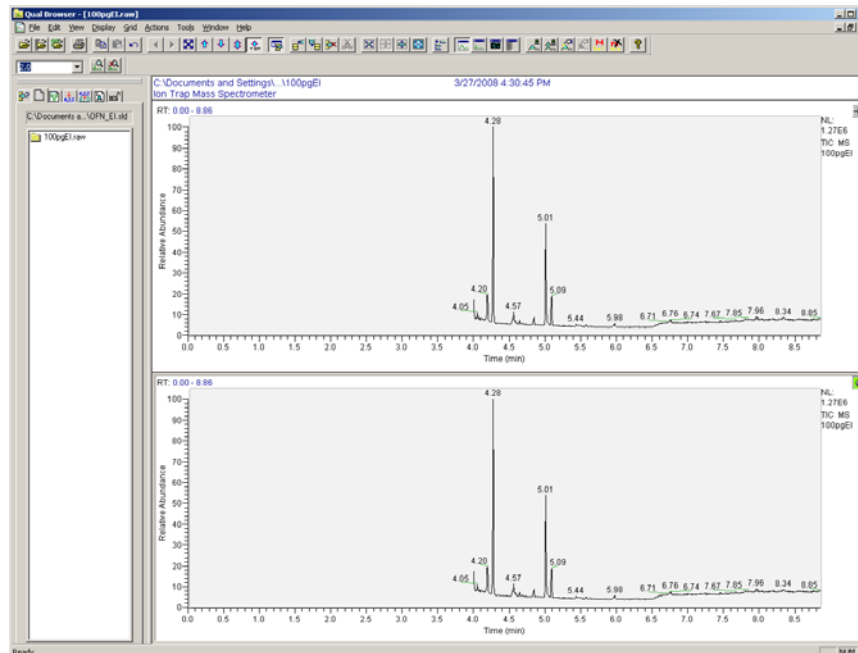 Qual Browser - [100pgEI.raw]
File Edit View Display Grid Actions Tools Window Help
2.0
C:\Documents a...\OFN_EI.sld
100pgEI.raw
C:\Documents and Settings\...\100pgEI 3/27/2008 4:30:45 PM
Ion Trap Mass Spectrometer
RT: 0.00 - 8.86
NL:
1.27E6
TIC MS
100pgEI
Relative Abundance
100
90
80
70
60
50
40
30
20
10
0
4.28
5.01
4.20
5.09
4.05
4.57
5.44
5.98
6.71 6.76 6.74 7.67 7.85 7.96 8.34 8.85
0.0 0.5 1.0 1.5 2.0 2.5 3.0 3.5 4.0 4.5 5.0 5.5 6.0 6.5 7.0 7.5 8.0 8.5
Time (min)
RT: 0.00 - 8.86
NL:
1.27E6
TIC MS
100pgEI
Relative Abundance
100
90
80
70
60
50
40
30
20
10
0
4.28
5.01
4.20
5.09
4.05
4.57
5.44
5.98
6.71 6.76 6.74 7.67 7.85 7.96 8.34 8.85
0.0 0.5 1.0 1.5 2.0 2.5 3.0 3.5 4.0 4.5 5.0 5.5 6.0 6.5 7.0 7.5 8.0 8.5
Time (min)
Ready
NUM